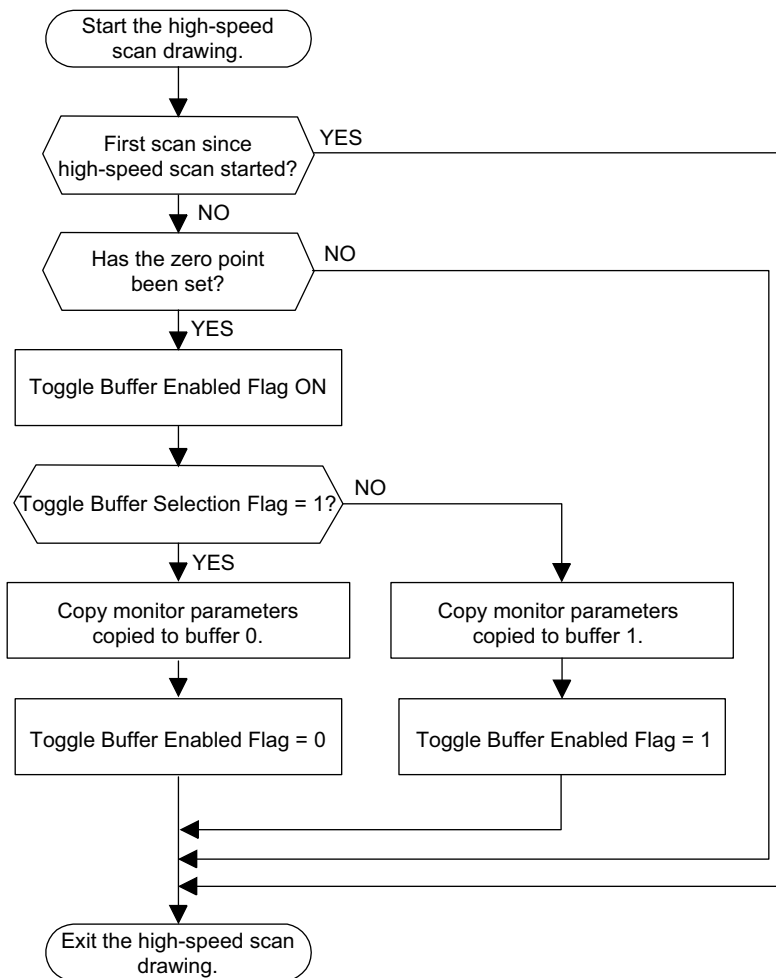 Start the high-speed
scan drawing.
First scan since
high-speed scan started?
YES
NO
Has the zero point
been set?
NO
YES
Toggle Buffer Enabled Flag ON
Toggle Buffer Selection Flag = 1?
NO
YES
Copy monitor parameters
copied to buffer 0.
Copy monitor parameters
copied to buffer 1.
Toggle Buffer Enabled Flag = 0
Toggle Buffer Enabled Flag = 1
Exit the high-speed scan
drawing.